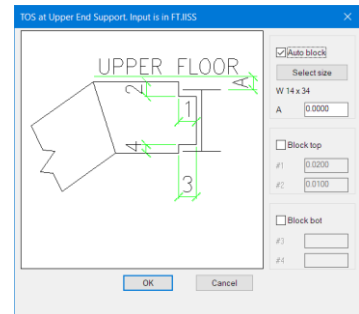 TOS at Upper End Support. Input is in FT.IISS
UPPER FLOOR
A
2
1
4
3
Auto block
Select size
W 14 x 34
A 0.0000
Block top
#1 0.0200
#2 0.0100
Block bot
#3
#4
OK Cancel